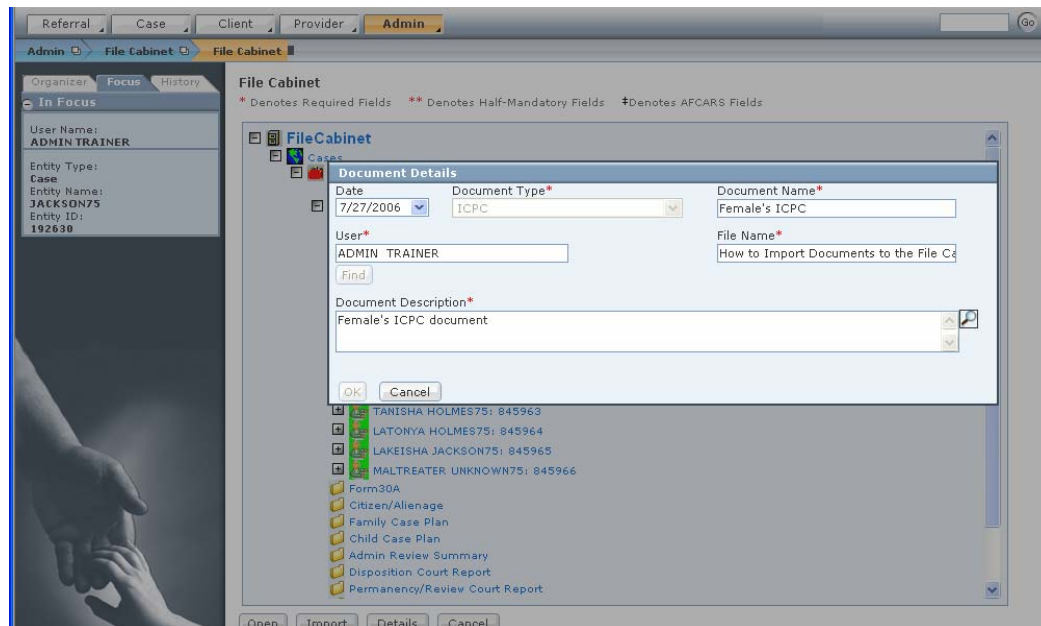 Referral Case Client Provider Admin Go
Admin File Cabinet File Cabinet
Organizer Focus History
In Focus
User Name:
ADMIN TRAINER
Entity Type:
Case
Entity Name:
JACKSON75
Entity ID:
192630
File Cabinet
* Denotes Required Fields ** Denotes Half-Mandatory Fields ‡Denotes AFCARS Fields
FileCabinet
Cases
Document Details
Date Document Type* Document Name*
7/27/2006 ICPC Female's ICPC
User* File Name*
ADMIN TRAINER How to Import Documents to the File Ca
Find
Document Description*
Female's ICPC document
OK Cancel
TANISHA HOLMES75: 845963
LATONYA HOLMES75: 845964
LAKEISHA JACKSON75: 845965
MALTREATER UNKNOWN75: 845966
Form30A
Citizen/Alienage
Family Case Plan
Child Case Plan
Admin Review Summary
Disposition Court Report
Permanency/Review Court Report
Open Import Details Cancel